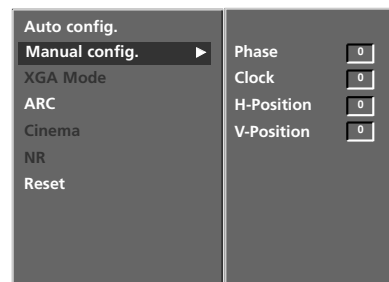 Auto config.
Manual config. ►
XGA Mode
ARC
Cinema
NR
Reset
Phase 0
Clock 0
H-Position 0
V-Position 0